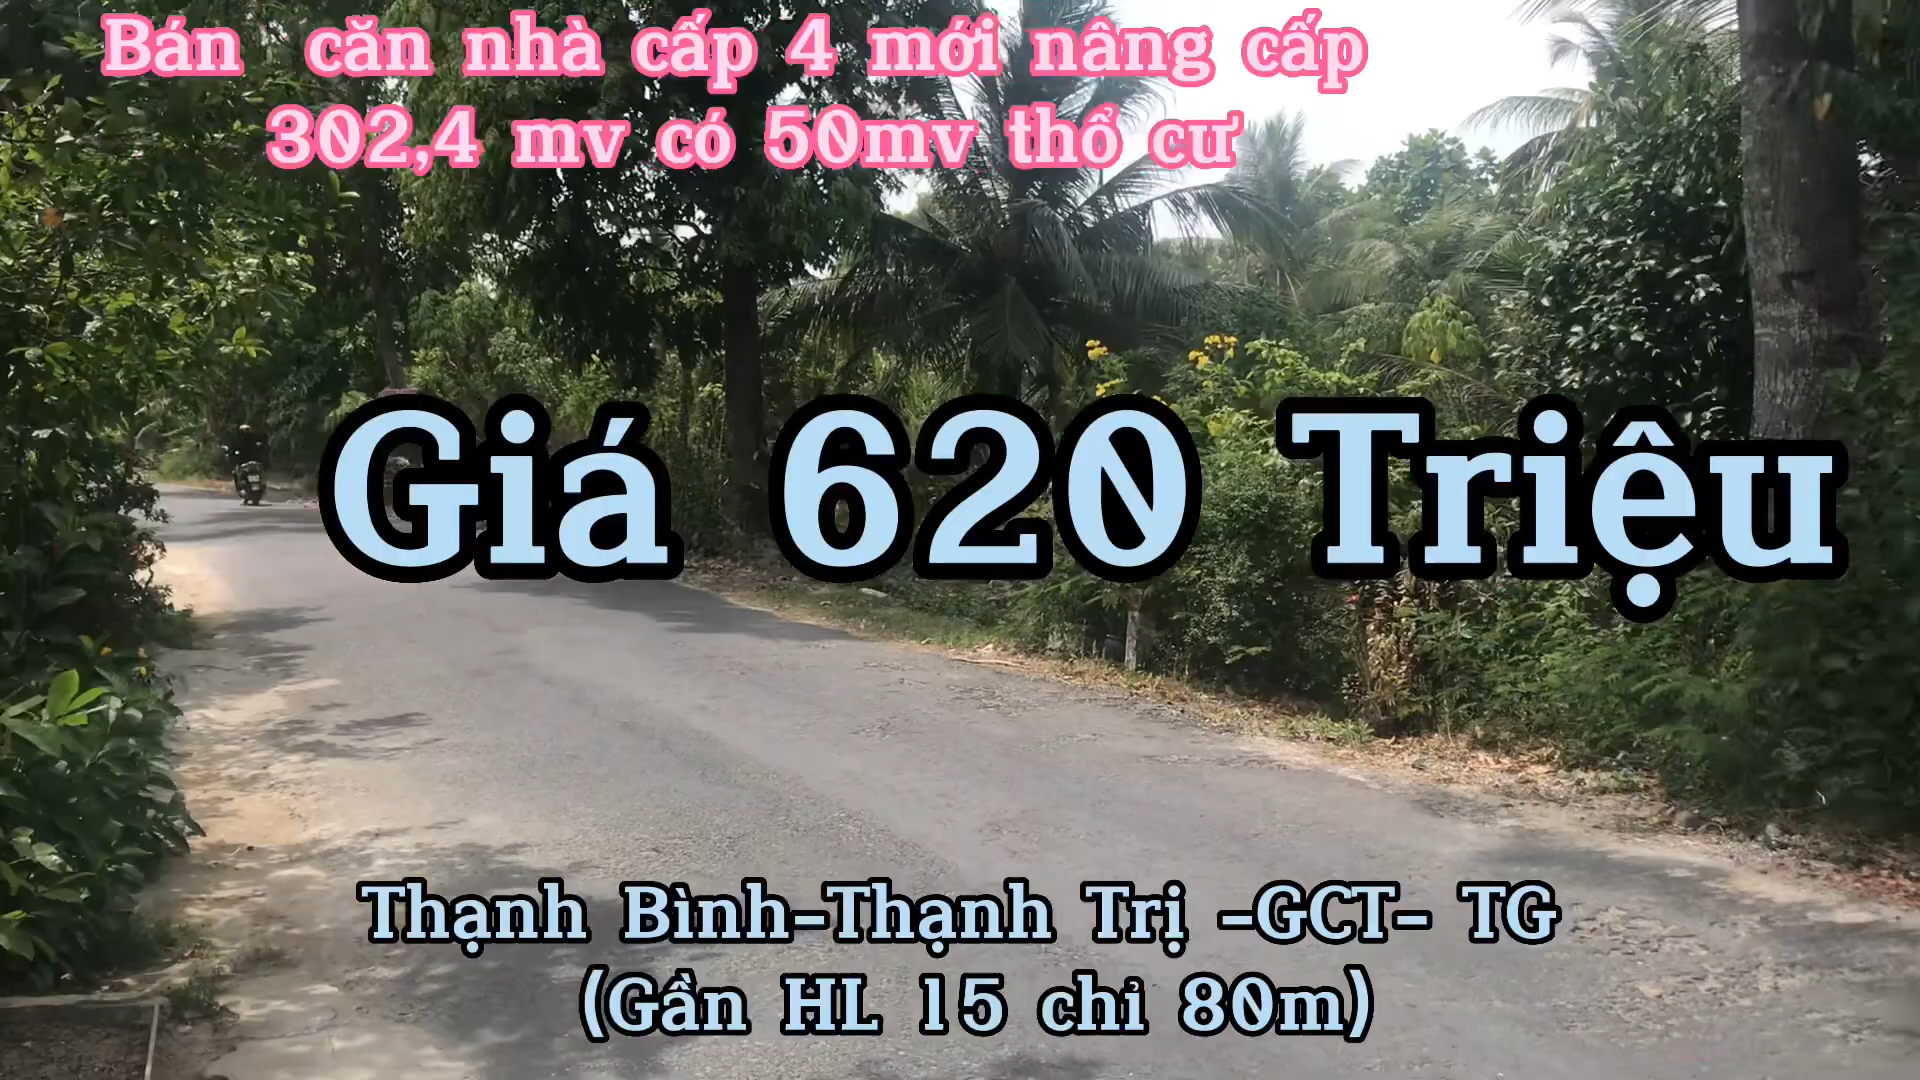 Bán căn nhà cấp 4 mới nâng cấp
302,4 mv có 50mv thổ cư
Giá 620 Triệu
Thạnh Bình-Thạnh Trị -GCT- TG
(Gần HL 15 chỉ 80m)